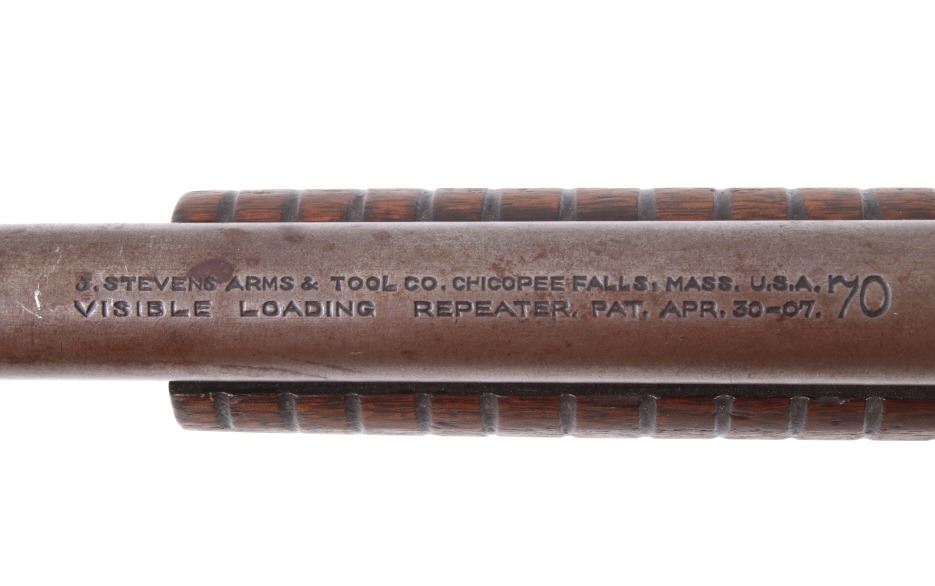 J. STEVENS ARMS & TOOL CO. CHICOPEE FALLS, MASS. U.S.A. 70
VISIBLE LOADING REPEATER. PAT. APR. 30-07.